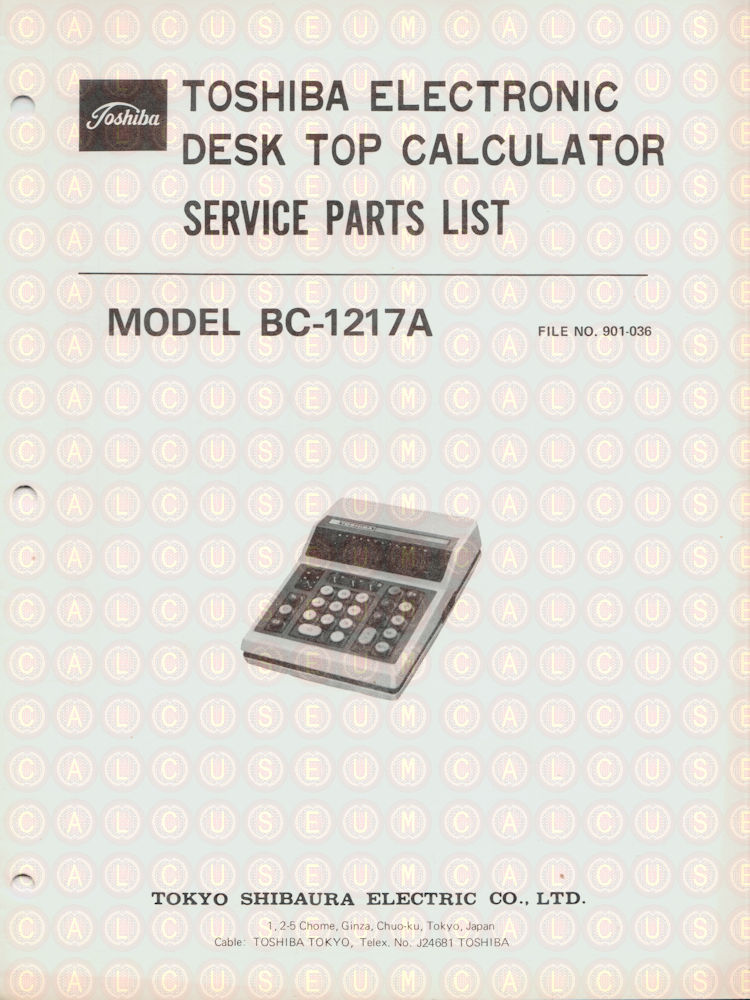 Toshiba
TOSHIBA ELECTRONIC
DESK TOP CALCULATOR
SERVICE PARTS LIST
MODEL BC-1217A
FILE NO. 901-036
TOSHIBA
TOKYO SHIBAURA ELECTRIC CO., LTD.
1, 2-5 Chome, Ginza, Chuo-ku, Tokyo, Japan
Cable: TOSHIBA TOKYO, Telex. No. J24681 TOSHIBA
C A L C U S E U M C A L C U S